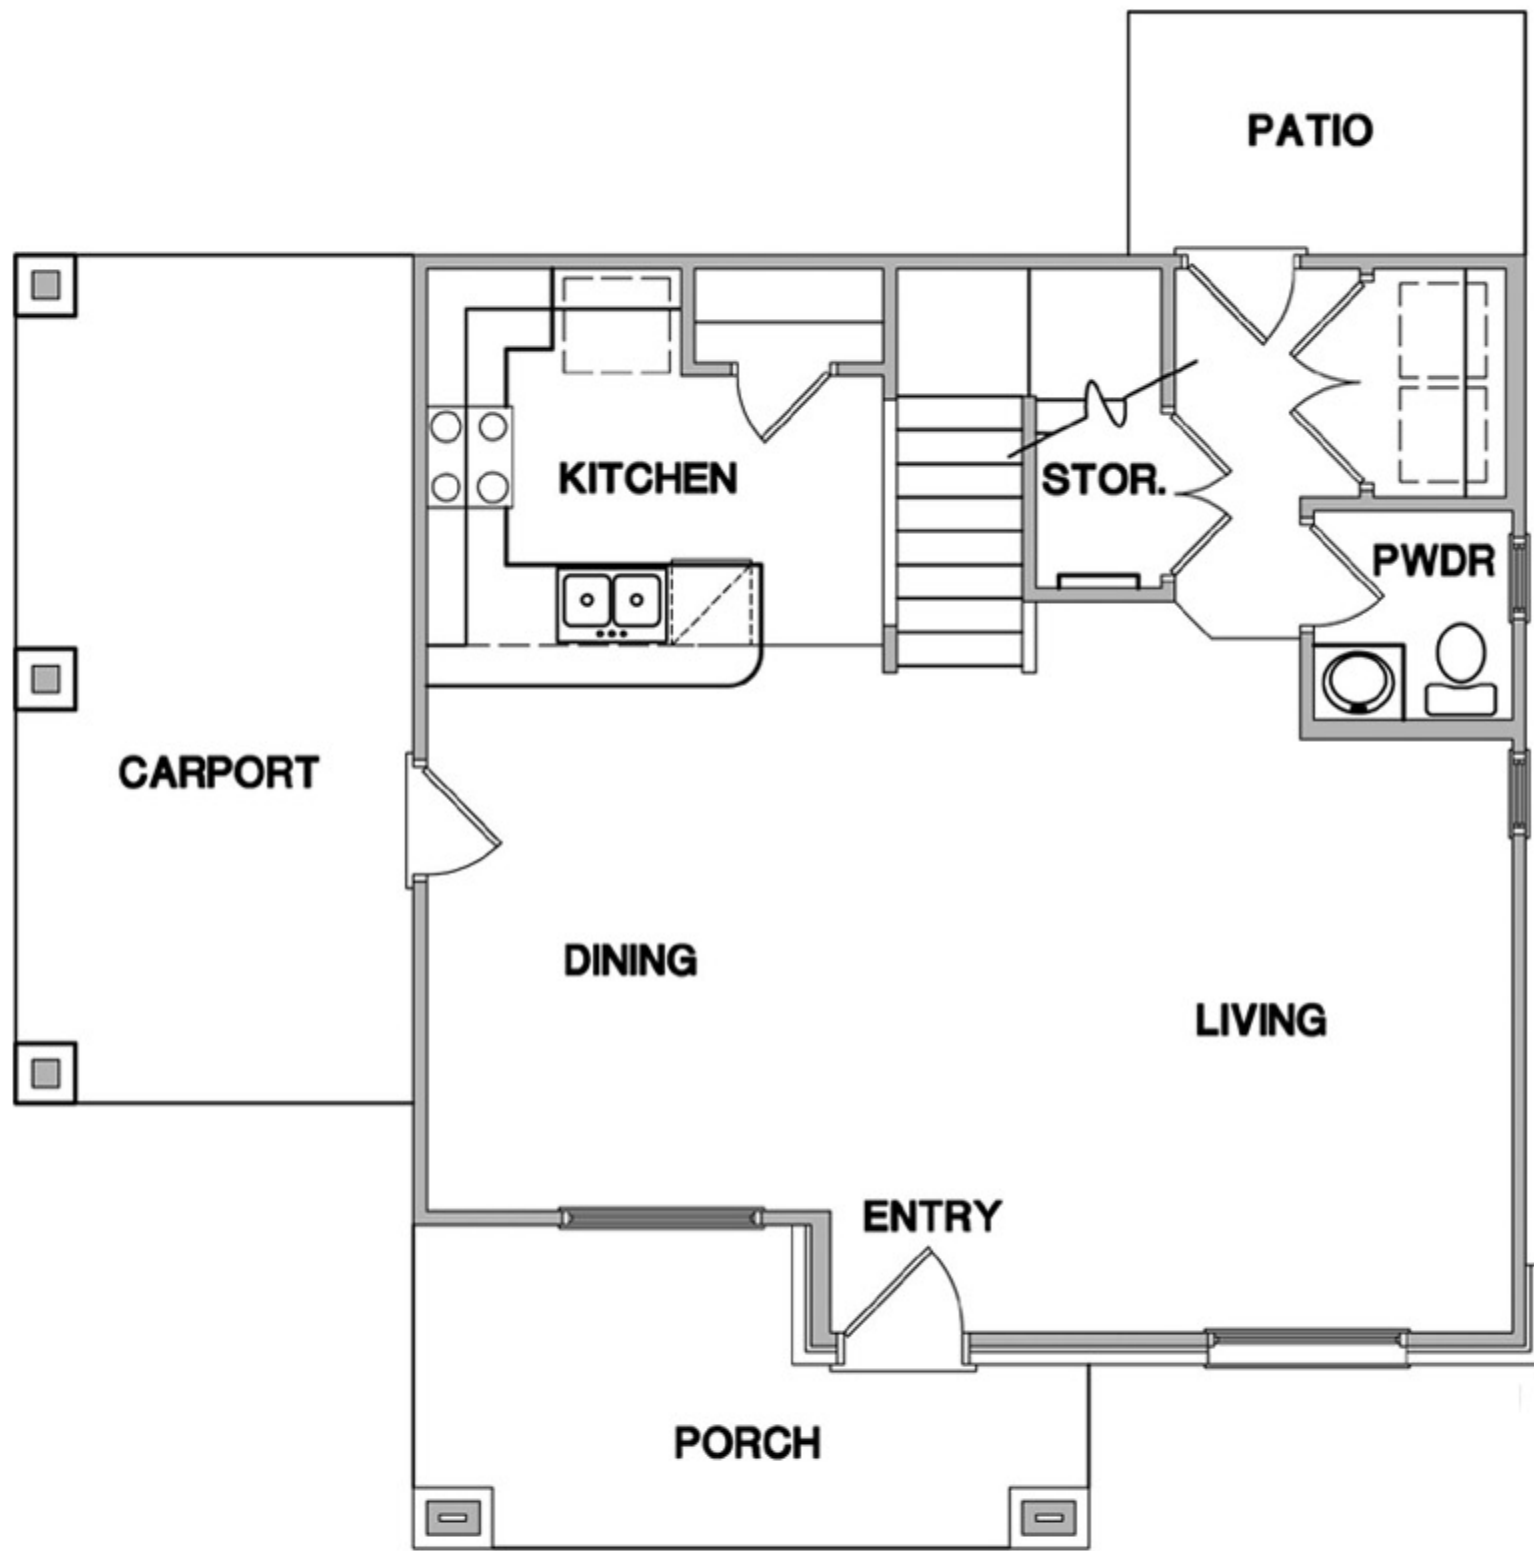 PATIO
KITCHEN
STOR.
PWDR
CARPORT
DINING
LIVING
ENTRY
PORCH